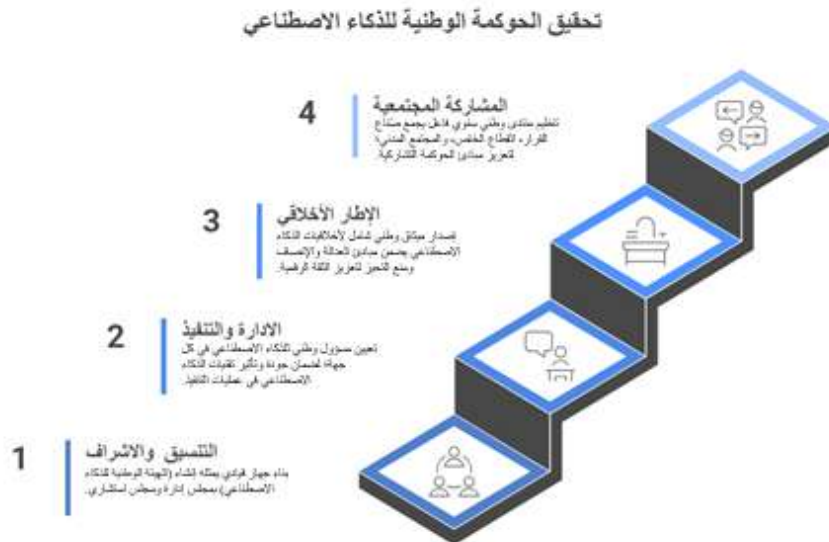 تحقيق الحوكمة الوطنية للذكاء الاصطناعي
4
المشاركة المجتمعية
تنظيم منتدى وطني سنوي فاعل يجمع صناع
القرار، القطاع الخاص، والمجتمع المدني؛
لتعزيز مبادئ الحوكمة التشاركية.
3
الإطار الأخلاقي
إصدار ميثاق وطني شامل لأخلاقيات الذكاء
الاصطناعي يضمن مبادئ العدالة والإنصاف
ومنع التحيز لتعزيز الثقة الرقمية.
2
الادارة والتنفيذ
تعيين مسؤول وطني للذكاء الاصطناعي في كل
جهة؛ لضمان جودة وتأثير تقنيات الذكاء
الاصطناعي في عمليات التنفيذ.
1
التنسيق والاشراف
بناء جهاز قيادي يمثله إنشاء (الهيئة الوطنية للذكاء
الاصطناعي) بمجلس إدارة ومجلس استشاري.